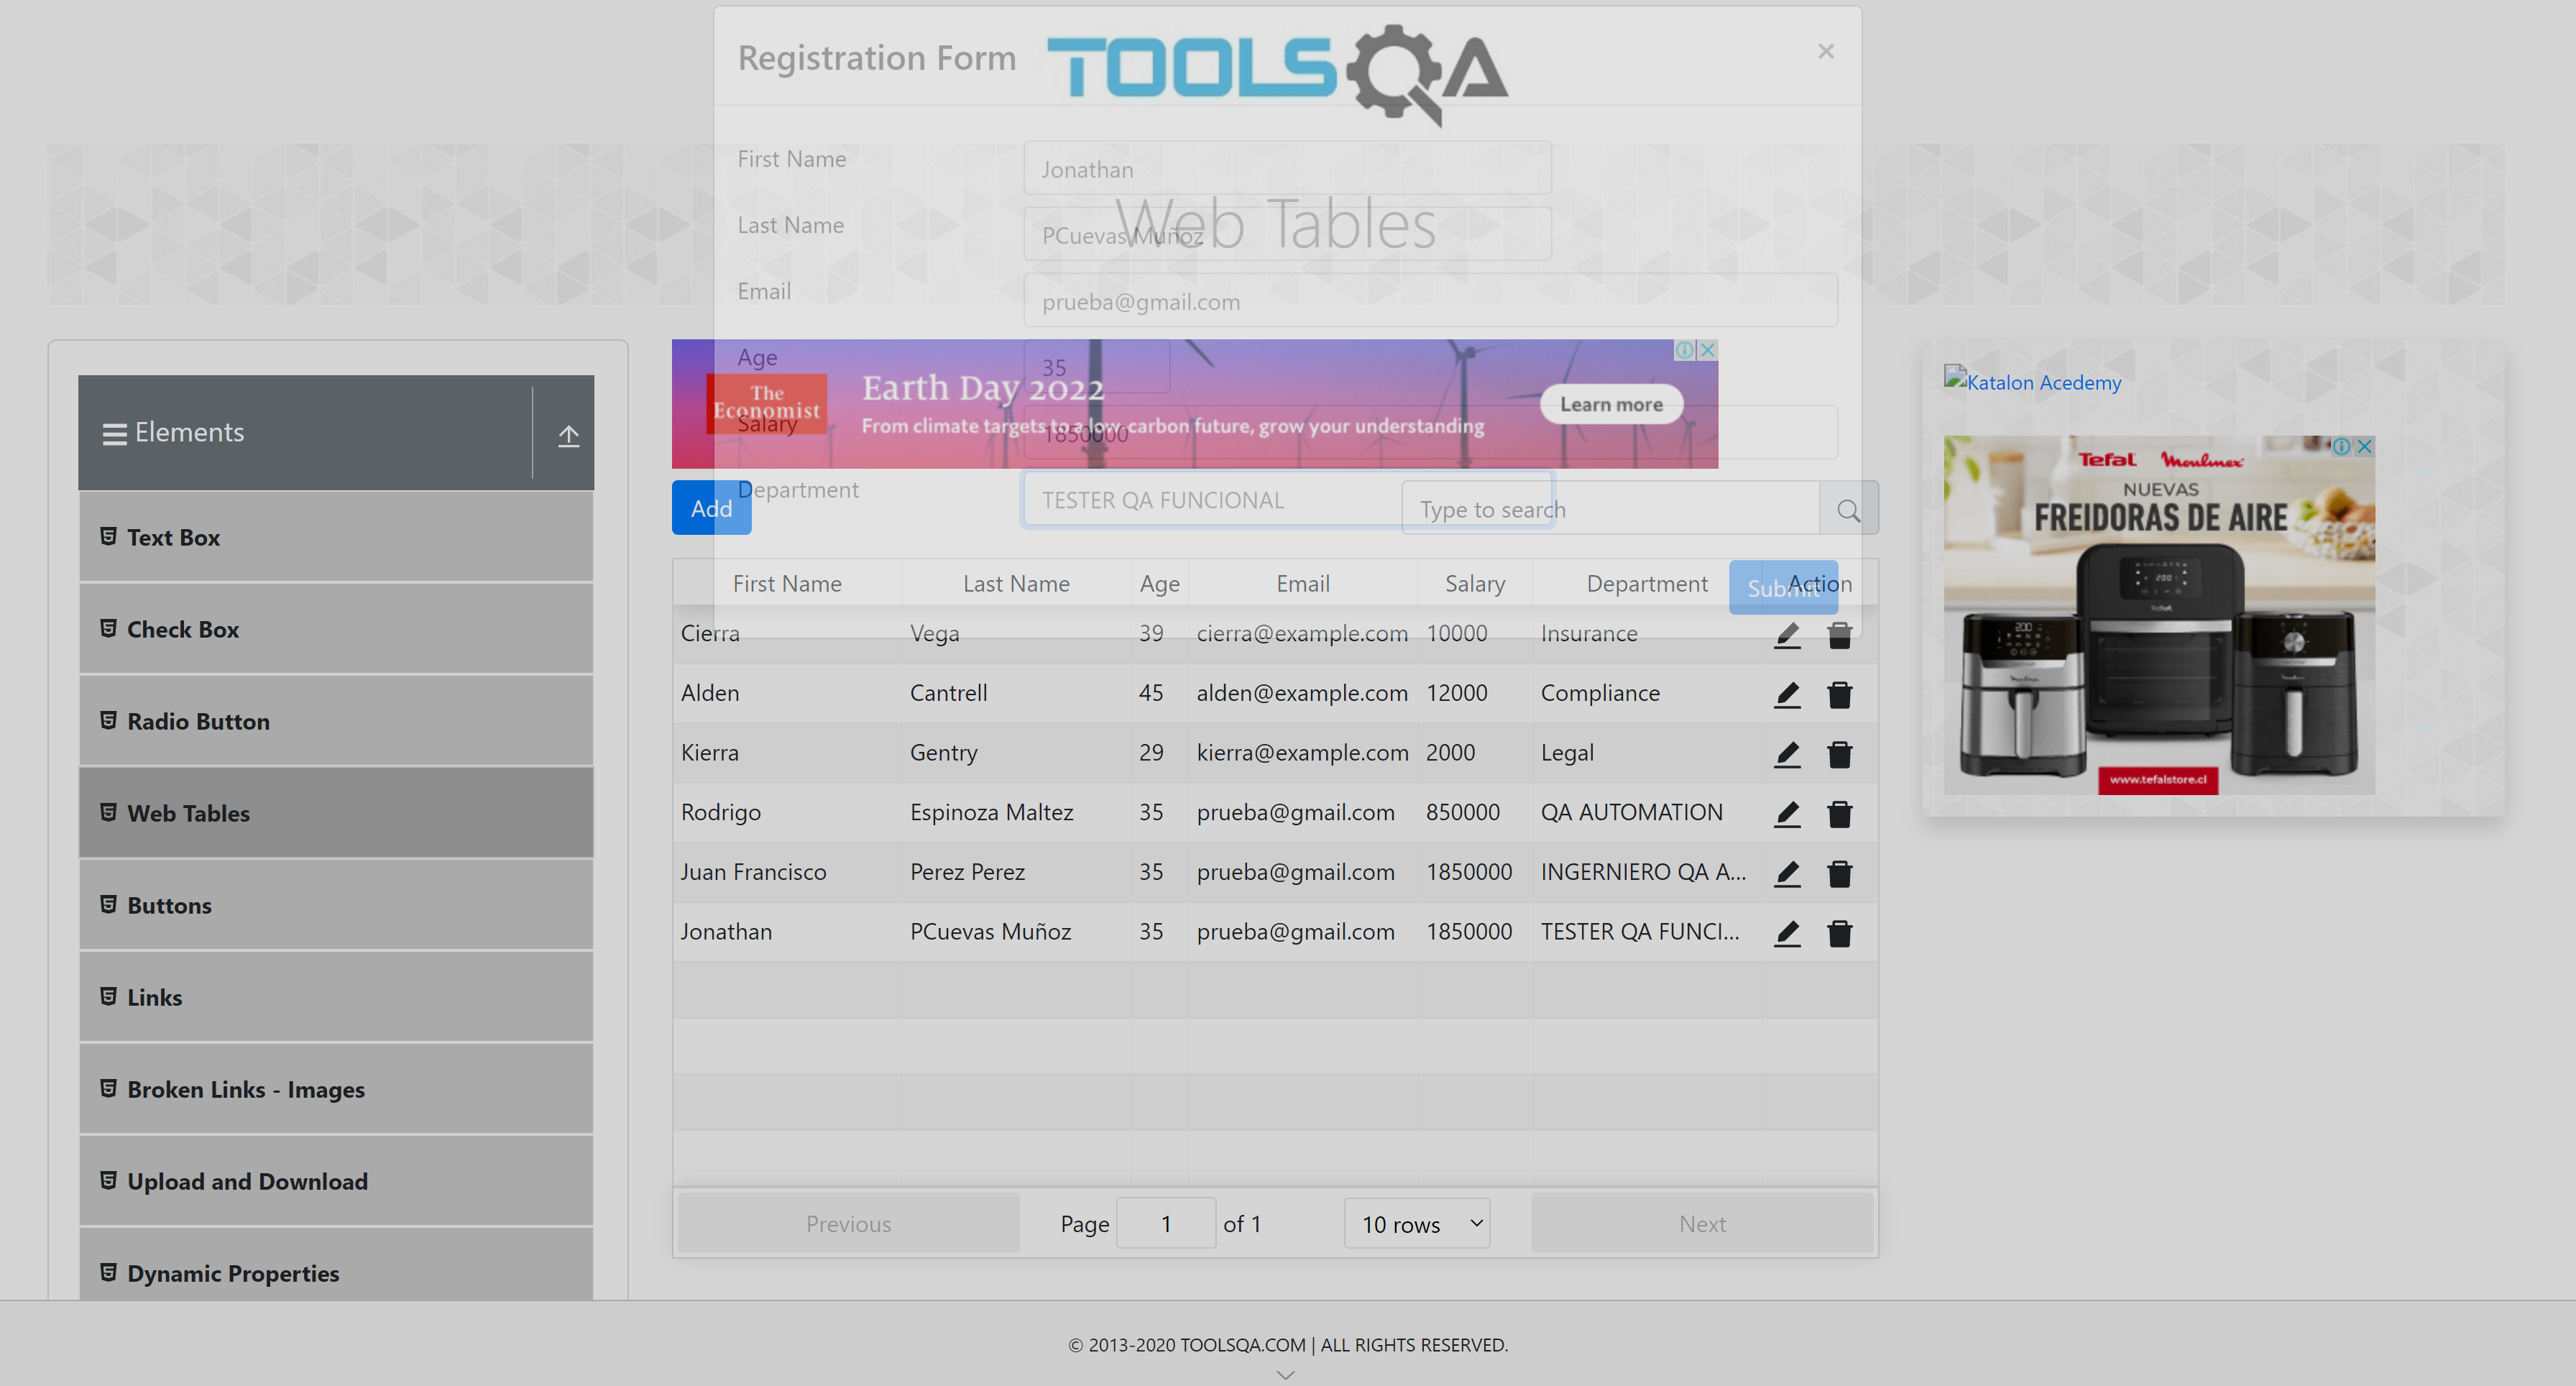 Registration Form
TOOLSQA
×
First Name
Jonathan
Web Tables
Last Name
PCuevas Muñoz
Email
prueba@gmail.com
Age
35
Salary
1850000
Department
TESTER QA FUNCIONAL
Submit
The Economist
Earth Day 2022
From climate targets to a low-carbon future, grow your understanding
Learn more
Elements
Text Box
Check Box
Radio Button
Web Tables
Buttons
Links
Broken Links - Images
Upload and Download
Dynamic Properties
Add
Type to search
First Name Last Name Age Email Salary Department Action
Cierra Vega 39 cierra@example.com 10000 Insurance
Alden Cantrell 45 alden@example.com 12000 Compliance
Kierra Gentry 29 kierra@example.com 2000 Legal
Rodrigo Espinoza Maltez 35 prueba@gmail.com 850000 QA AUTOMATION
Juan Francisco Perez Perez 35 prueba@gmail.com 1850000 INGERNIERO QA A...
Jonathan PCuevas Muñoz 35 prueba@gmail.com 1850000 TESTER QA FUNCI...
Previous Page 1 of 1 10 rows Next
Katalon Acedemy
Tefal Moulinex
NUEVAS
FREIDORAS DE AIRE
200
200
Tefal
www.tefalstore.cl
© 2013-2020 TOOLSQA.COM | ALL RIGHTS RESERVED.